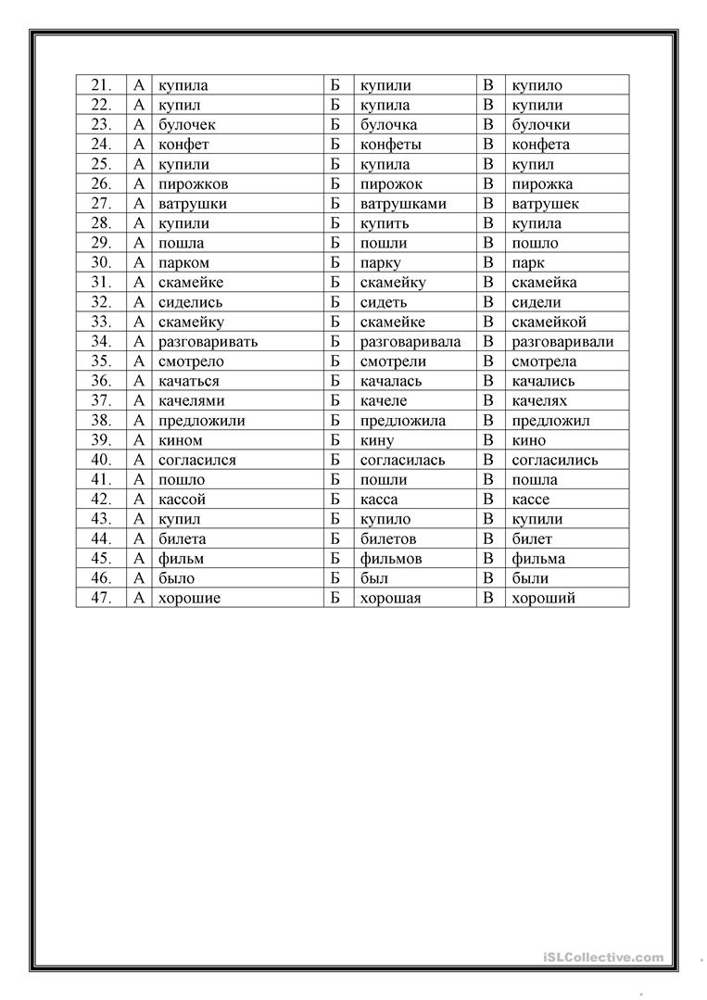 21. А купила Б купили В купило
22. А купил Б купила В купили
23. А булочек Б булочка В булочки
24. А конфет Б конфеты В конфета
25. А купили Б купила В купил
26. А пирожков Б пирожок В пирожка
27. А ватрушки Б ватрушками В ватрушек
28. А купили Б купить В купила
29. А пошла Б пошли В пошло
30. А парком Б парку В парк
31. А скамейке Б скамейку В скамейка
32. А сиделись Б сидеть В сидели
33. А скамейку Б скамейке В скамейкой
34. А разговаривать Б разговаривала В разговаривали
35. А смотрело Б смотрели В смотрела
36. А качаться Б качалась В качались
37. А качелями Б качеле В качелях
38. А предложили Б предложила В предложил
39. А кином Б кину В кино
40. А согласился Б согласилась В согласились
41. А пошло Б пошли В пошла
42. А кассой Б касса В кассе
43. А купил Б купило В купили
44. А билета Б билетов В билет
45. А фильм Б фильмов В фильма
46. А было Б был В были
47. А хорошие Б хорошая В хороший
iSLCollective.com